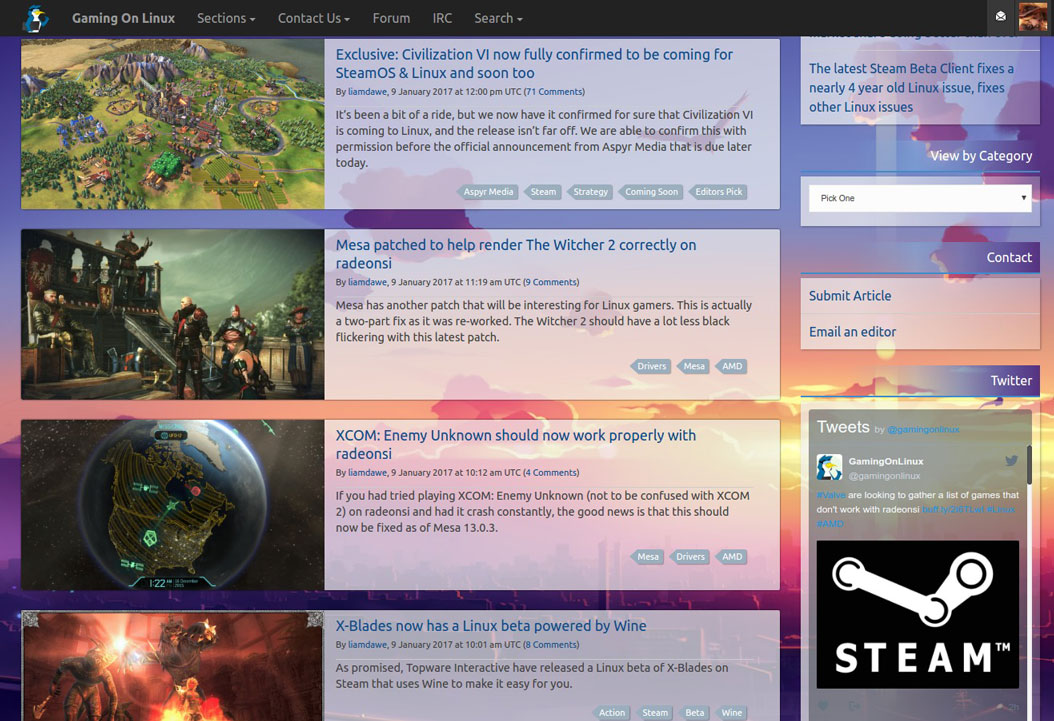 Gaming On Linux
Sections
Contact Us
Forum
IRC
Search
Exclusive: Civilization VI now fully confirmed to be coming for
SteamOS & Linux and soon too
By liamdawe, 9 January 2017 at 12:00 pm UTC (71 Comments)
It's been a bit of a ride, but we now have it confirmed for sure that Civilization VI
is coming to Linux, and the release isn't far off. We are able to confirm this with
permission before the official announcement from Aspyr Media that is due later
today.
Aspyr Media
Steam
Strategy
Coming Soon
Editors Pick
Mesa patched to help render The Witcher 2 correctly on
radeonsi
By liamdawe, 9 January 2017 at 11:19 am UTC (9 Comments)
Mesa has another patch that will be interesting for Linux gamers. This is actually
a two-part fix as it was re-worked. The Witcher 2 should have a lot less black
flickering with this latest patch.
Drivers
Mesa
AMD
XCOM: Enemy Unknown should now work properly with
radeonsi
By liamdawe, 9 January 2017 at 10:12 am UTC (4 Comments)
If you had tried playing XCOM: Enemy Unknown (not to be confused with XCOM
2) on radeonsi and had it crash constantly, the good news is that this should
now be fixed as of Mesa 13.0.3.
Mesa
Drivers
AMD
1:22
X-Blades now has a Linux beta powered by Wine
By liamdawe, 9 January 2017 at 10:01 am UTC (8 Comments)
As promised, Topware Interactive have released a Linux beta of X-Blades on
Steam that uses Wine to make it easy for you.
Action
Steam
Beta
Wine
The latest Steam Beta Client fixes a
nearly 4 year old Linux issue, fixes
other Linux issues
View by Category
Pick One
Contact
Submit Article
Email an editor
Twitter
Tweets by @gamingonlinux
GamingOnLinux
@gamingonlinux
#Valve are looking to gather a list of games that
don't work with radeonsi #Linux
#AMD
STEAM™
2h